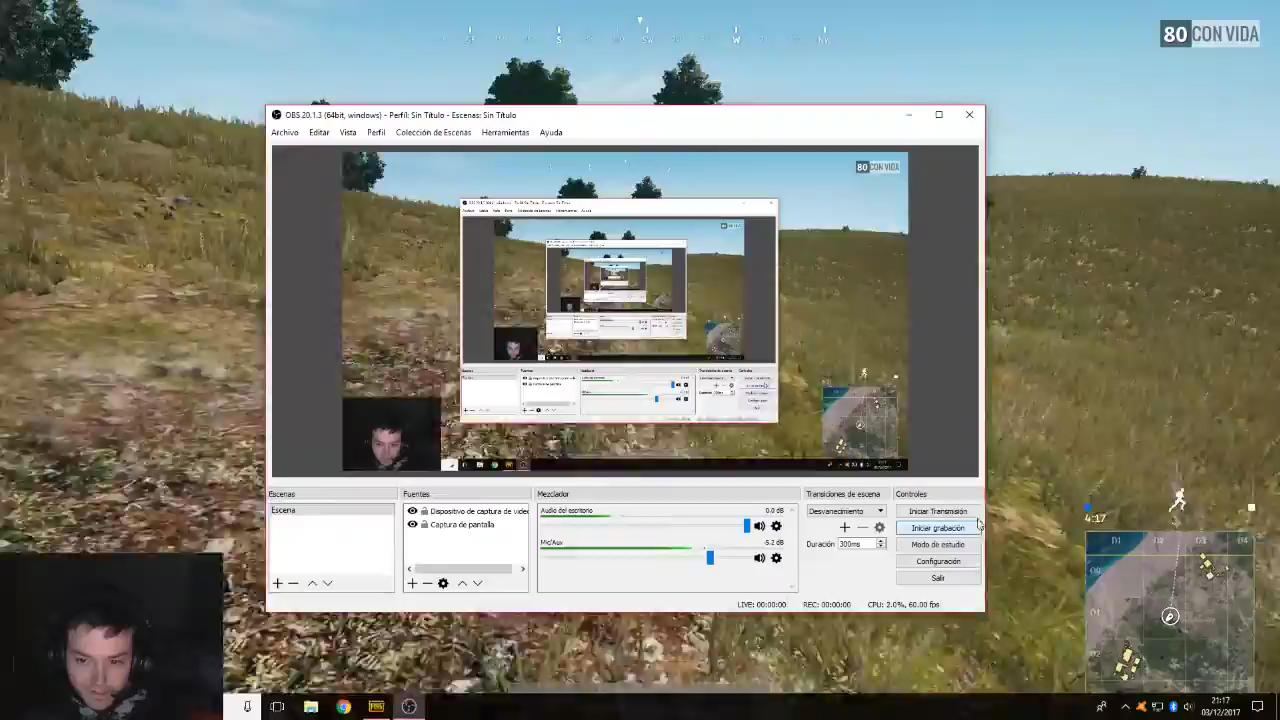 S SW W NW
80 CON VIDA
OBS 20.1.3 (64bit, windows) - Perfil: Sin Título - Escenas: Sin Título
Archivo Editar Vista Perfil Colección de Escenas Herramientas Ayuda
80 CON VIDA
Escenas Fuentes Mezclador Transiciones de escena Controles
Escena
Dispositivo de captura de vide
Captura de pantalla
Audio del escritorio 0.0 dB
Mic/Aux -5.2 dB
Desvanecimiento
Duración 300ms
Iniciar Transmisión
Iniciar grabación
Modo de estudio
Configuración
Salir
LIVE: 00:00:00 REC: 00:00:00 CPU: 2.0%, 60.00 fps
4:17
21:17
03/12/2017